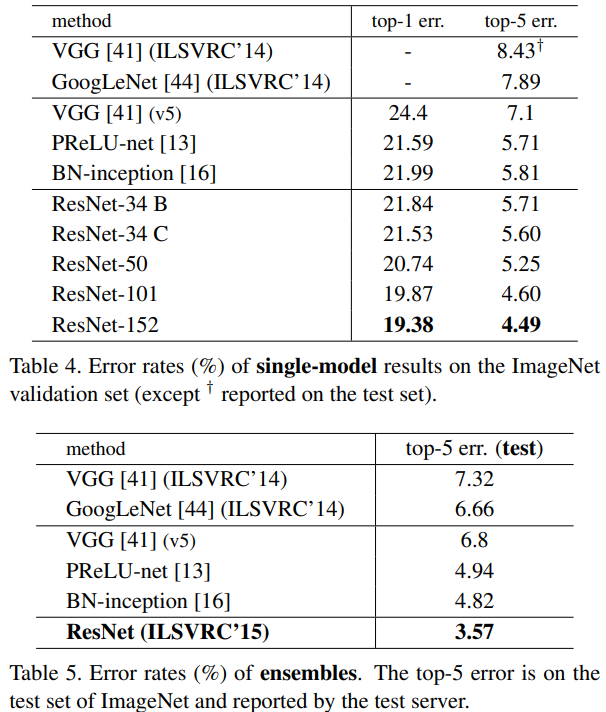 method top-1 err. top-5 err.
VGG [41] (ILSVRC’14) - 8.43†
GoogLeNet [44] (ILSVRC’14) - 7.89
VGG [41] (v5) 24.4 7.1
PReLU-net [13] 21.59 5.71
BN-inception [16] 21.99 5.81
ResNet-34 B 21.84 5.71
ResNet-34 C 21.53 5.60
ResNet-50 20.74 5.25
ResNet-101 19.87 4.60
ResNet-152 19.38 4.49
Table 4. Error rates (%) of single-model results on the ImageNet
validation set (except † reported on the test set).
method top-5 err. (test)
VGG [41] (ILSVRC’14) 7.32
GoogLeNet [44] (ILSVRC’14) 6.66
VGG [41] (v5) 6.8
PReLU-net [13] 4.94
BN-inception [16] 4.82
ResNet (ILSVRC’15) 3.57
Table 5. Error rates (%) of ensembles. The top-5 error is on the
test set of ImageNet and reported by the test server.